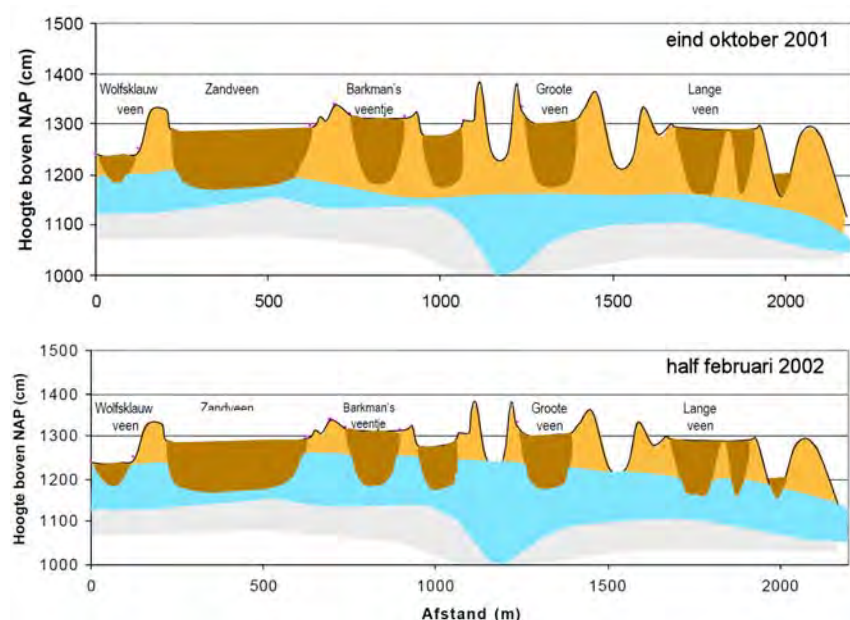 eind oktober 2001
Hoogte boven NAP (cm)
1500
1400
1300
1200
1100
1000
Wolfsklauw
veen
Zandveen
Barkman's
veentje
Groote
veen
Lange
veen
0
500
1000
1500
2000
half februari 2002
Hoogte boven NAP (cm)
1500
1400
1300
1200
1100
1000
Wolfsklauw
veen
Zandveen
Barkman's
veentje
Groote
veen
Lange
veen
0
500
1000
1500
2000
Afstand (m)